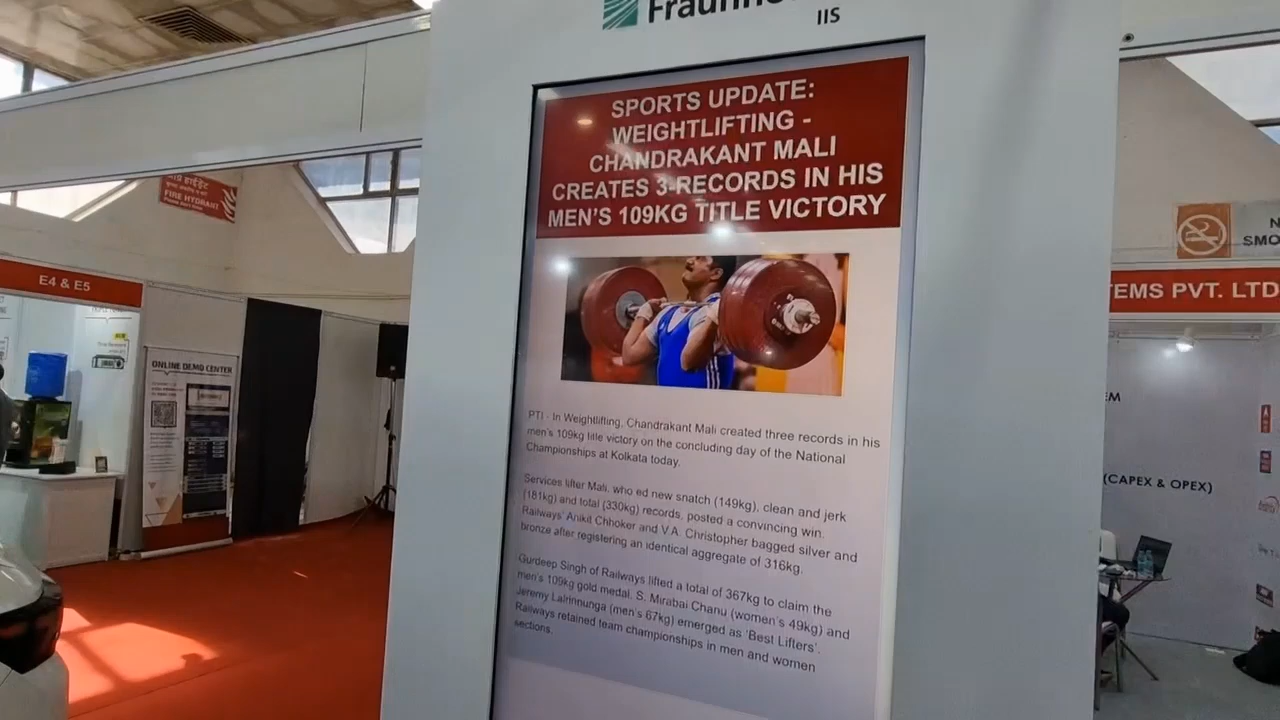 IIS
SPORTS UPDATE:
WEIGHTLIFTING -
CHANDRAKANT MALI
CREATES 3-RECORDS IN HIS
MEN'S 109KG TITLE VICTORY
PTI - In Weightlifting, Chandrakant Mali created three records in his
men's 109kg title victory on the concluding day of the National
Championships at Kolkata today.
Services lifter Mali, who ed new snatch (149kg), clean and jerk
(181kg) and total (330kg) records, posted a convincing win.
Railways' Anikit Chhoker and V.A. Christopher bagged silver and
bronze after registering an identical aggregate of 316kg.
Gurdeep Singh of Railways lifted a total of 367kg to claim the
men's 109kg gold medal. S. Mirabai Chanu (women's 49kg) and
Jeremy Lalrinnunga (men's 67kg) emerged as 'Best Lifters'.
Railways retained team championships in men and women
sections.
FIRE HYDRANT
E4 & E5
ONLINE DEMO CENTER
TEMS PVT. LTD
(CAPEX & OPEX)